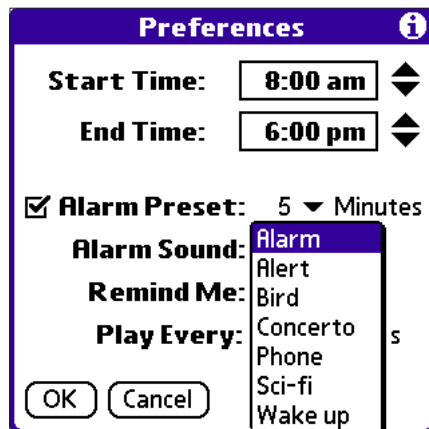 Preferences
Start Time: 8:00 am
End Time: 6:00 pm
Alarm Preset: 5 Minutes
Alarm Sound: Alarm
Alert
Remind Me: Bird
Play Every: Concerto s
Phone
Sci-fi
OK Cancel Wake up